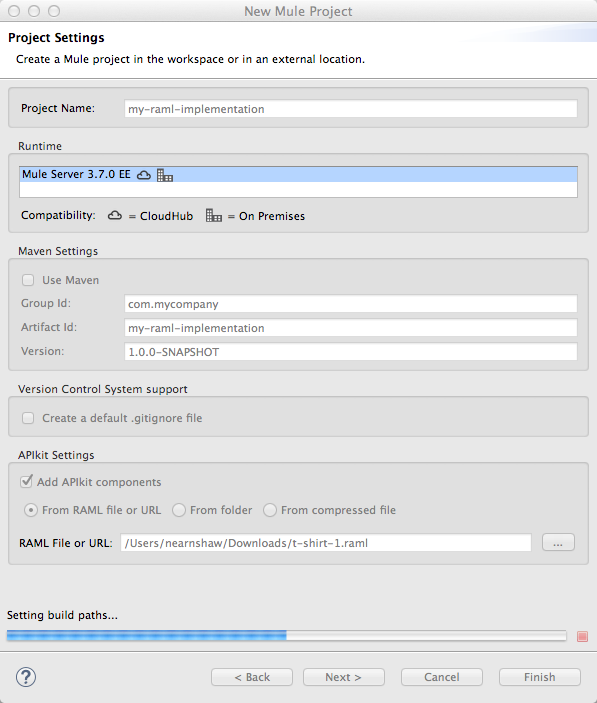 New Mule Project
Project Settings
Create a Mule project in the workspace or in an external location.
Project Name: my-raml-implementation
Runtime
Mule Server 3.7.0 EE
Compatibility: = CloudHub = On Premises
Maven Settings
Use Maven
Group Id: com.mycompany
Artifact Id: my-raml-implementation
Version: 1.0.0-SNAPSHOT
Version Control System support
Create a default .gitignore file
APIkit Settings
Add APIkit components
From RAML file or URL From folder From compressed file
RAML File or URL: /Users/nearnshaw/Downloads/t-shirt-1.raml ...
Setting build paths...
? < Back Next > Cancel Finish